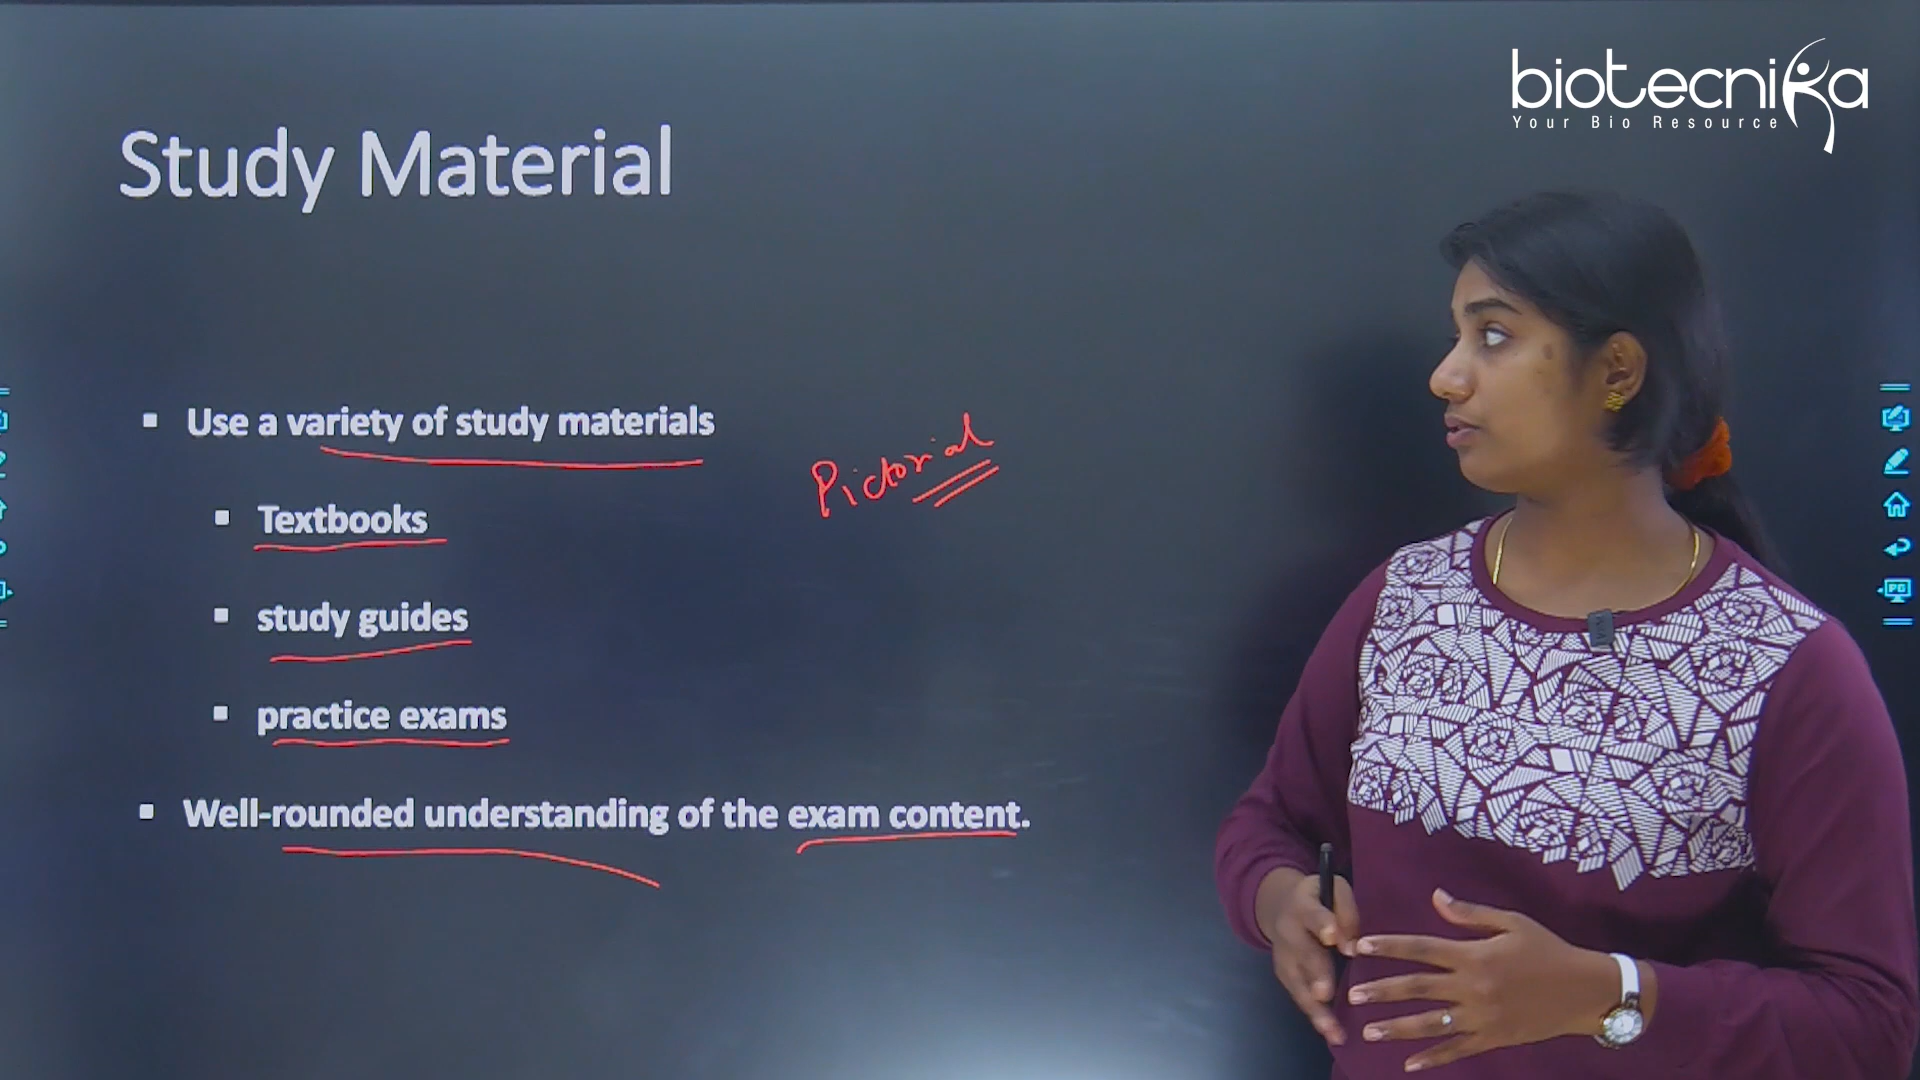 biotecnika
Your Bio Resource
Study Material
▪ Use a variety of study materials
Pictorial
▪ Textbooks
▪ study guides
▪ practice exams
▪ Well-rounded understanding of the exam content.